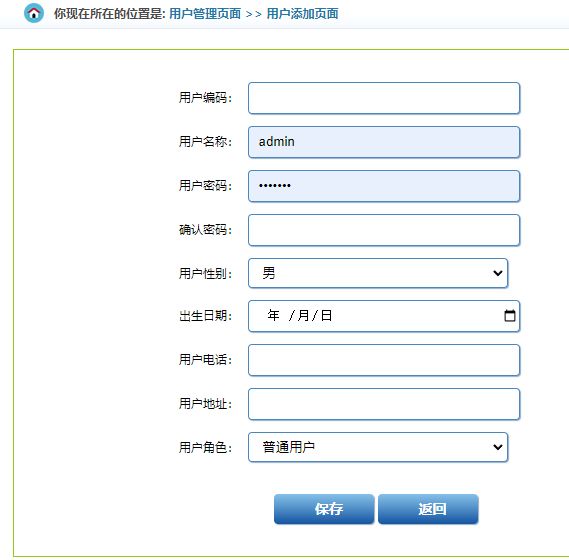 你现在所在的位置是: 用户管理页面 >> 用户添加页面
用户编码：
用户名称： admin
用户密码： •••••••
确认密码：
用户性别： 男
出生日期： 年 /月/日
用户电话：
用户地址：
用户角色： 普通用户
保存 返回